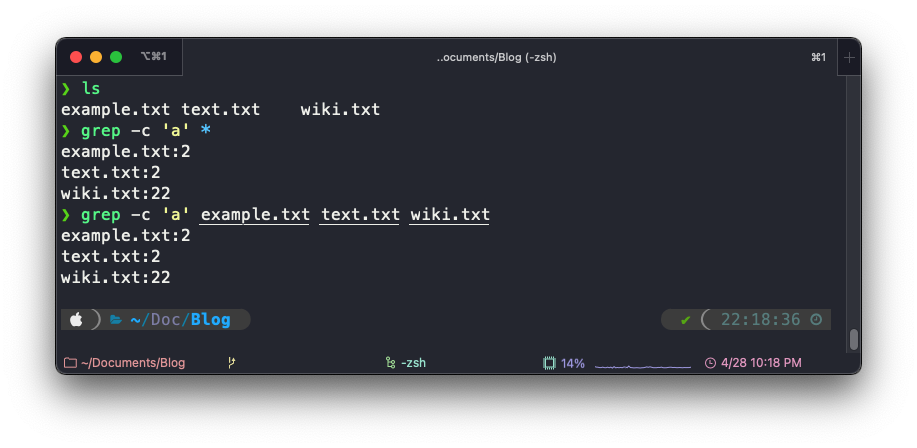 ⌥⌘1 ..ocuments/Blog (-zsh) ⌘1 +
❯ ls
example.txt text.txt    wiki.txt
❯ grep -c 'a' *
example.txt:2
text.txt:2
wiki.txt:22
❯ grep -c 'a' example.txt text.txt wiki.txt
example.txt:2
text.txt:2
wiki.txt:22
~/Doc/Blog ✔ 22:18:36
~/Documents/Blog -zsh 14% 4/28 10:18 PM